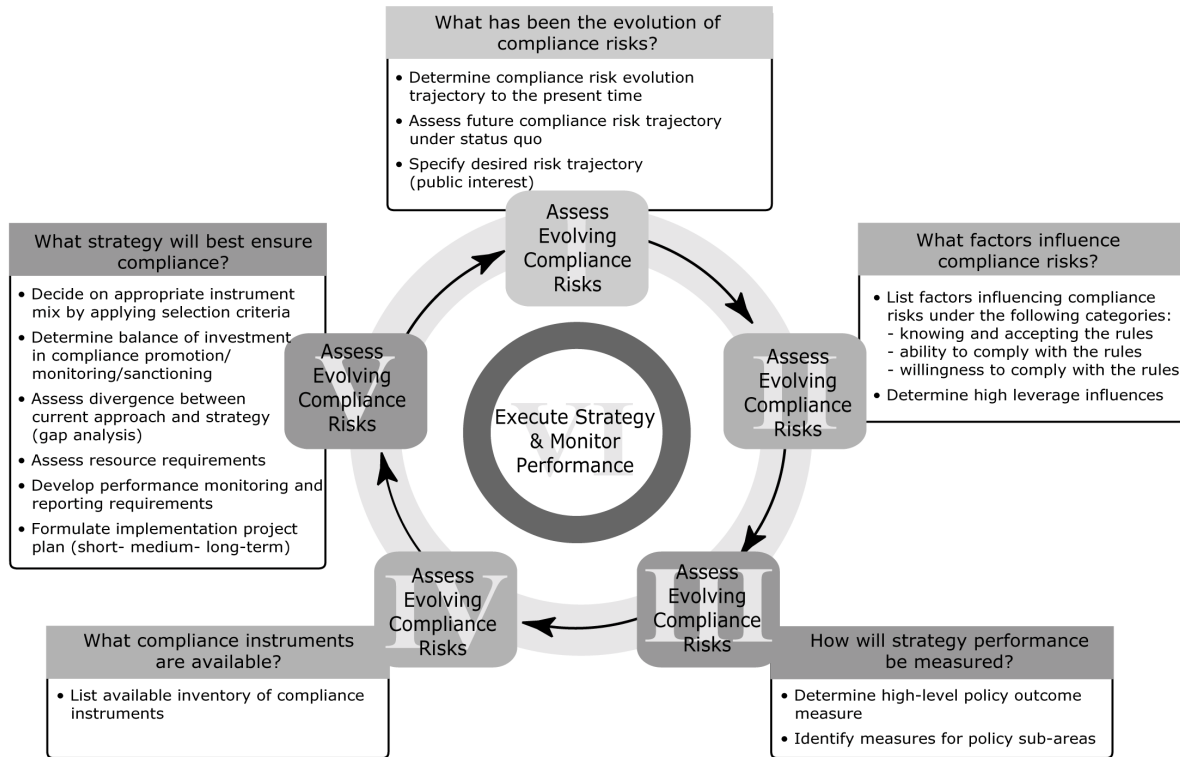 What has been the evolution of
compliance risks?
• Determine compliance risk evolution
trajectory to the present time
• Assess future compliance risk trajectory
under status quo
• Specify desired risk trajectory
(public interest)
I
Assess
Evolving
Compliance
Risks
What factors influence
compliance risks?
• List factors influencing compliance
risks under the following categories:
- knowing and accepting the rules
- ability to comply with the rules
- willingness to comply with the rules
• Determine high leverage influences
II
Assess
Evolving
Compliance
Risks
How will strategy performance
be measured?
• Determine high-level policy outcome
measure
• Identify measures for policy sub-areas
III
Assess
Evolving
Compliance
Risks
What compliance instruments
are available?
• List available inventory of compliance
instruments
IV
Assess
Evolving
Compliance
Risks
What strategy will best ensure
compliance?
• Decide on appropriate instrument
mix by applying selection criteria
• Determine balance of investment
in compliance promotion/
monitoring/sanctioning
• Assess divergence between
current approach and strategy
(gap analysis)
• Assess resource requirements
• Develop performance monitoring and
reporting requirements
• Formulate implementation project
plan (short- medium- long-term)
V
Assess
Evolving
Compliance
Risks
VI
Execute Strategy
& Monitor
Performance